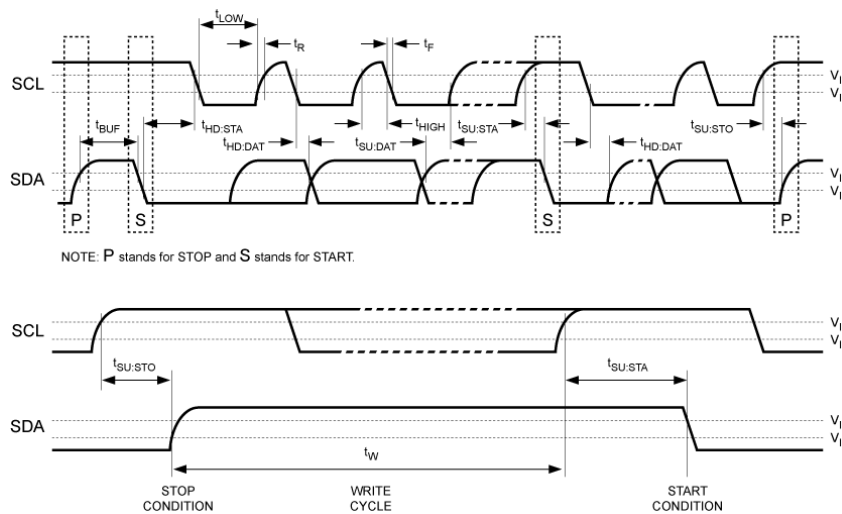 tLOW
tR
tF
SCL
VI
VI
tBUF
tHD:STA
tHIGH
tSU:STA
tSU:STO
tHD:DAT
tSU:DAT
tHD:DAT
SDA
VI
VI
P
S
S
P
NOTE: P stands for STOP and S stands for START.
SCL
VI
VI
tSU:STO
tSU:STA
SDA
VI
VI
tW
STOP
CONDITION
WRITE
CYCLE
START
CONDITION